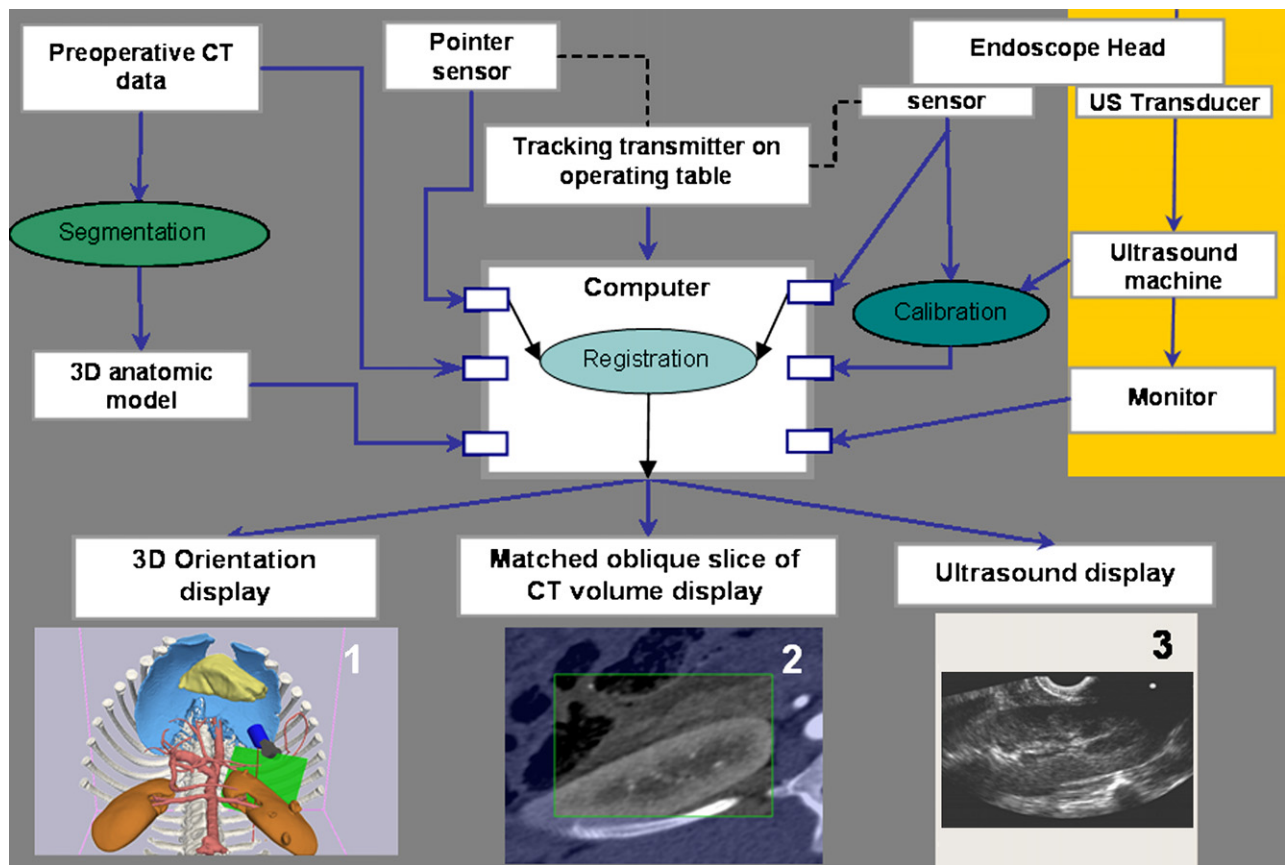 Preoperative CT
data
Pointer
sensor
Endoscope Head
sensor
US Transducer
Tracking transmitter on
operating table
Segmentation
Ultrasound
machine
Computer
Calibration
Registration
3D anatomic
model
Monitor
3D Orientation
display
Matched oblique slice of
CT volume display
Ultrasound display
1
2
3